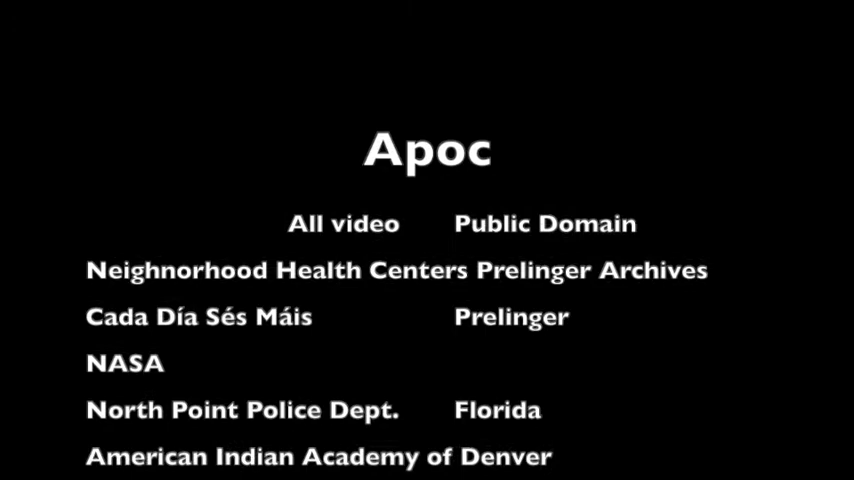 Apoc
All video Public Domain
Neighnorhood Health Centers Prelinger Archives
Cada Día Sés Máis Prelinger
NASA
North Point Police Dept. Florida
American Indian Academy of Denver